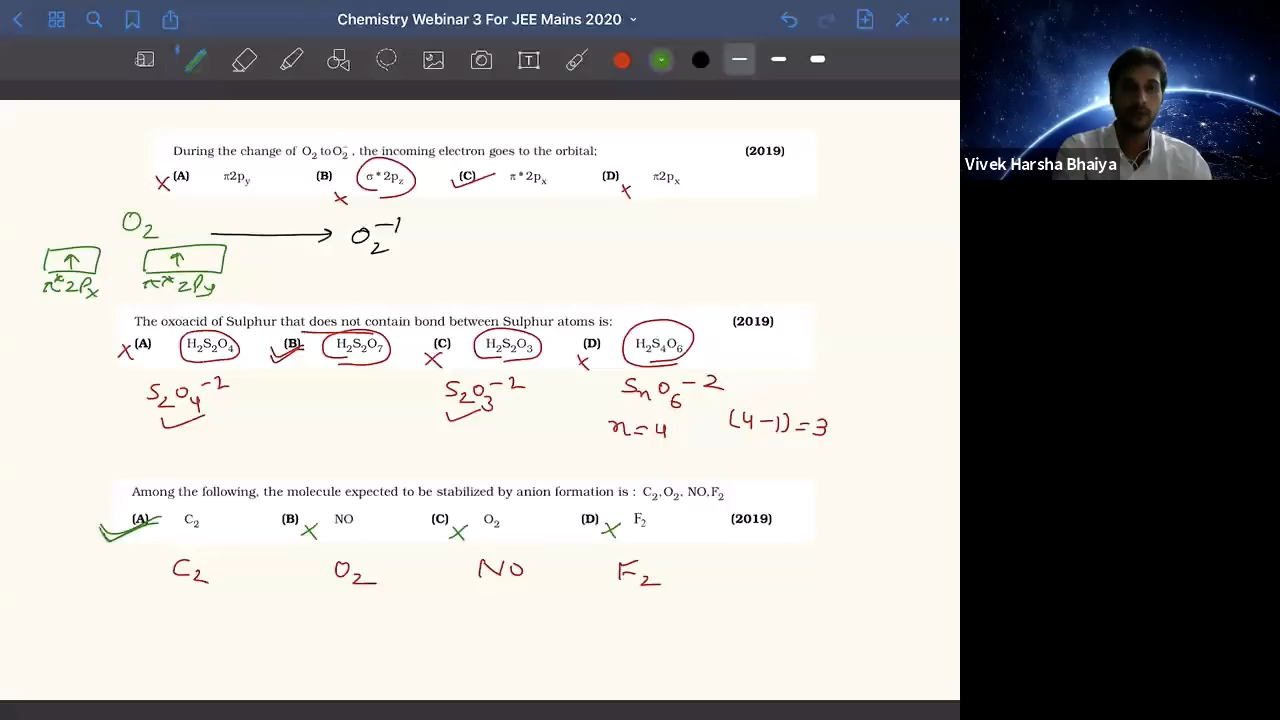 Chemistry Webinar 3 For JEE Mains 2020
Vivek Harsha Bhaiya
During the change of O₂ to O₂⁻, the incoming electron goes to the orbital; (2019)
(A) π2pᵧ (B) σ*2p_z (C) π*2pₓ (D) π2pₓ
O₂ → O₂⁻¹
↑ ↑
π*2Pₓ π*2Pᵧ
The oxoacid of Sulphur that does not contain bond between Sulphur atoms is: (2019)
(A) H₂S₂O₄ (B) H₂S₂O₇ (C) H₂S₂O₃ (D) H₂S₄O₆
S₂O₄⁻² S₂O₃⁻² SₙO₆⁻²
n=4 (4-1)=3
Among the following, the molecule expected to be stabilized by anion formation is : C₂, O₂, NO, F₂
(A) C₂ (B) NO (C) O₂ (D) F₂ (2019)
C₂ O₂ NO F₂